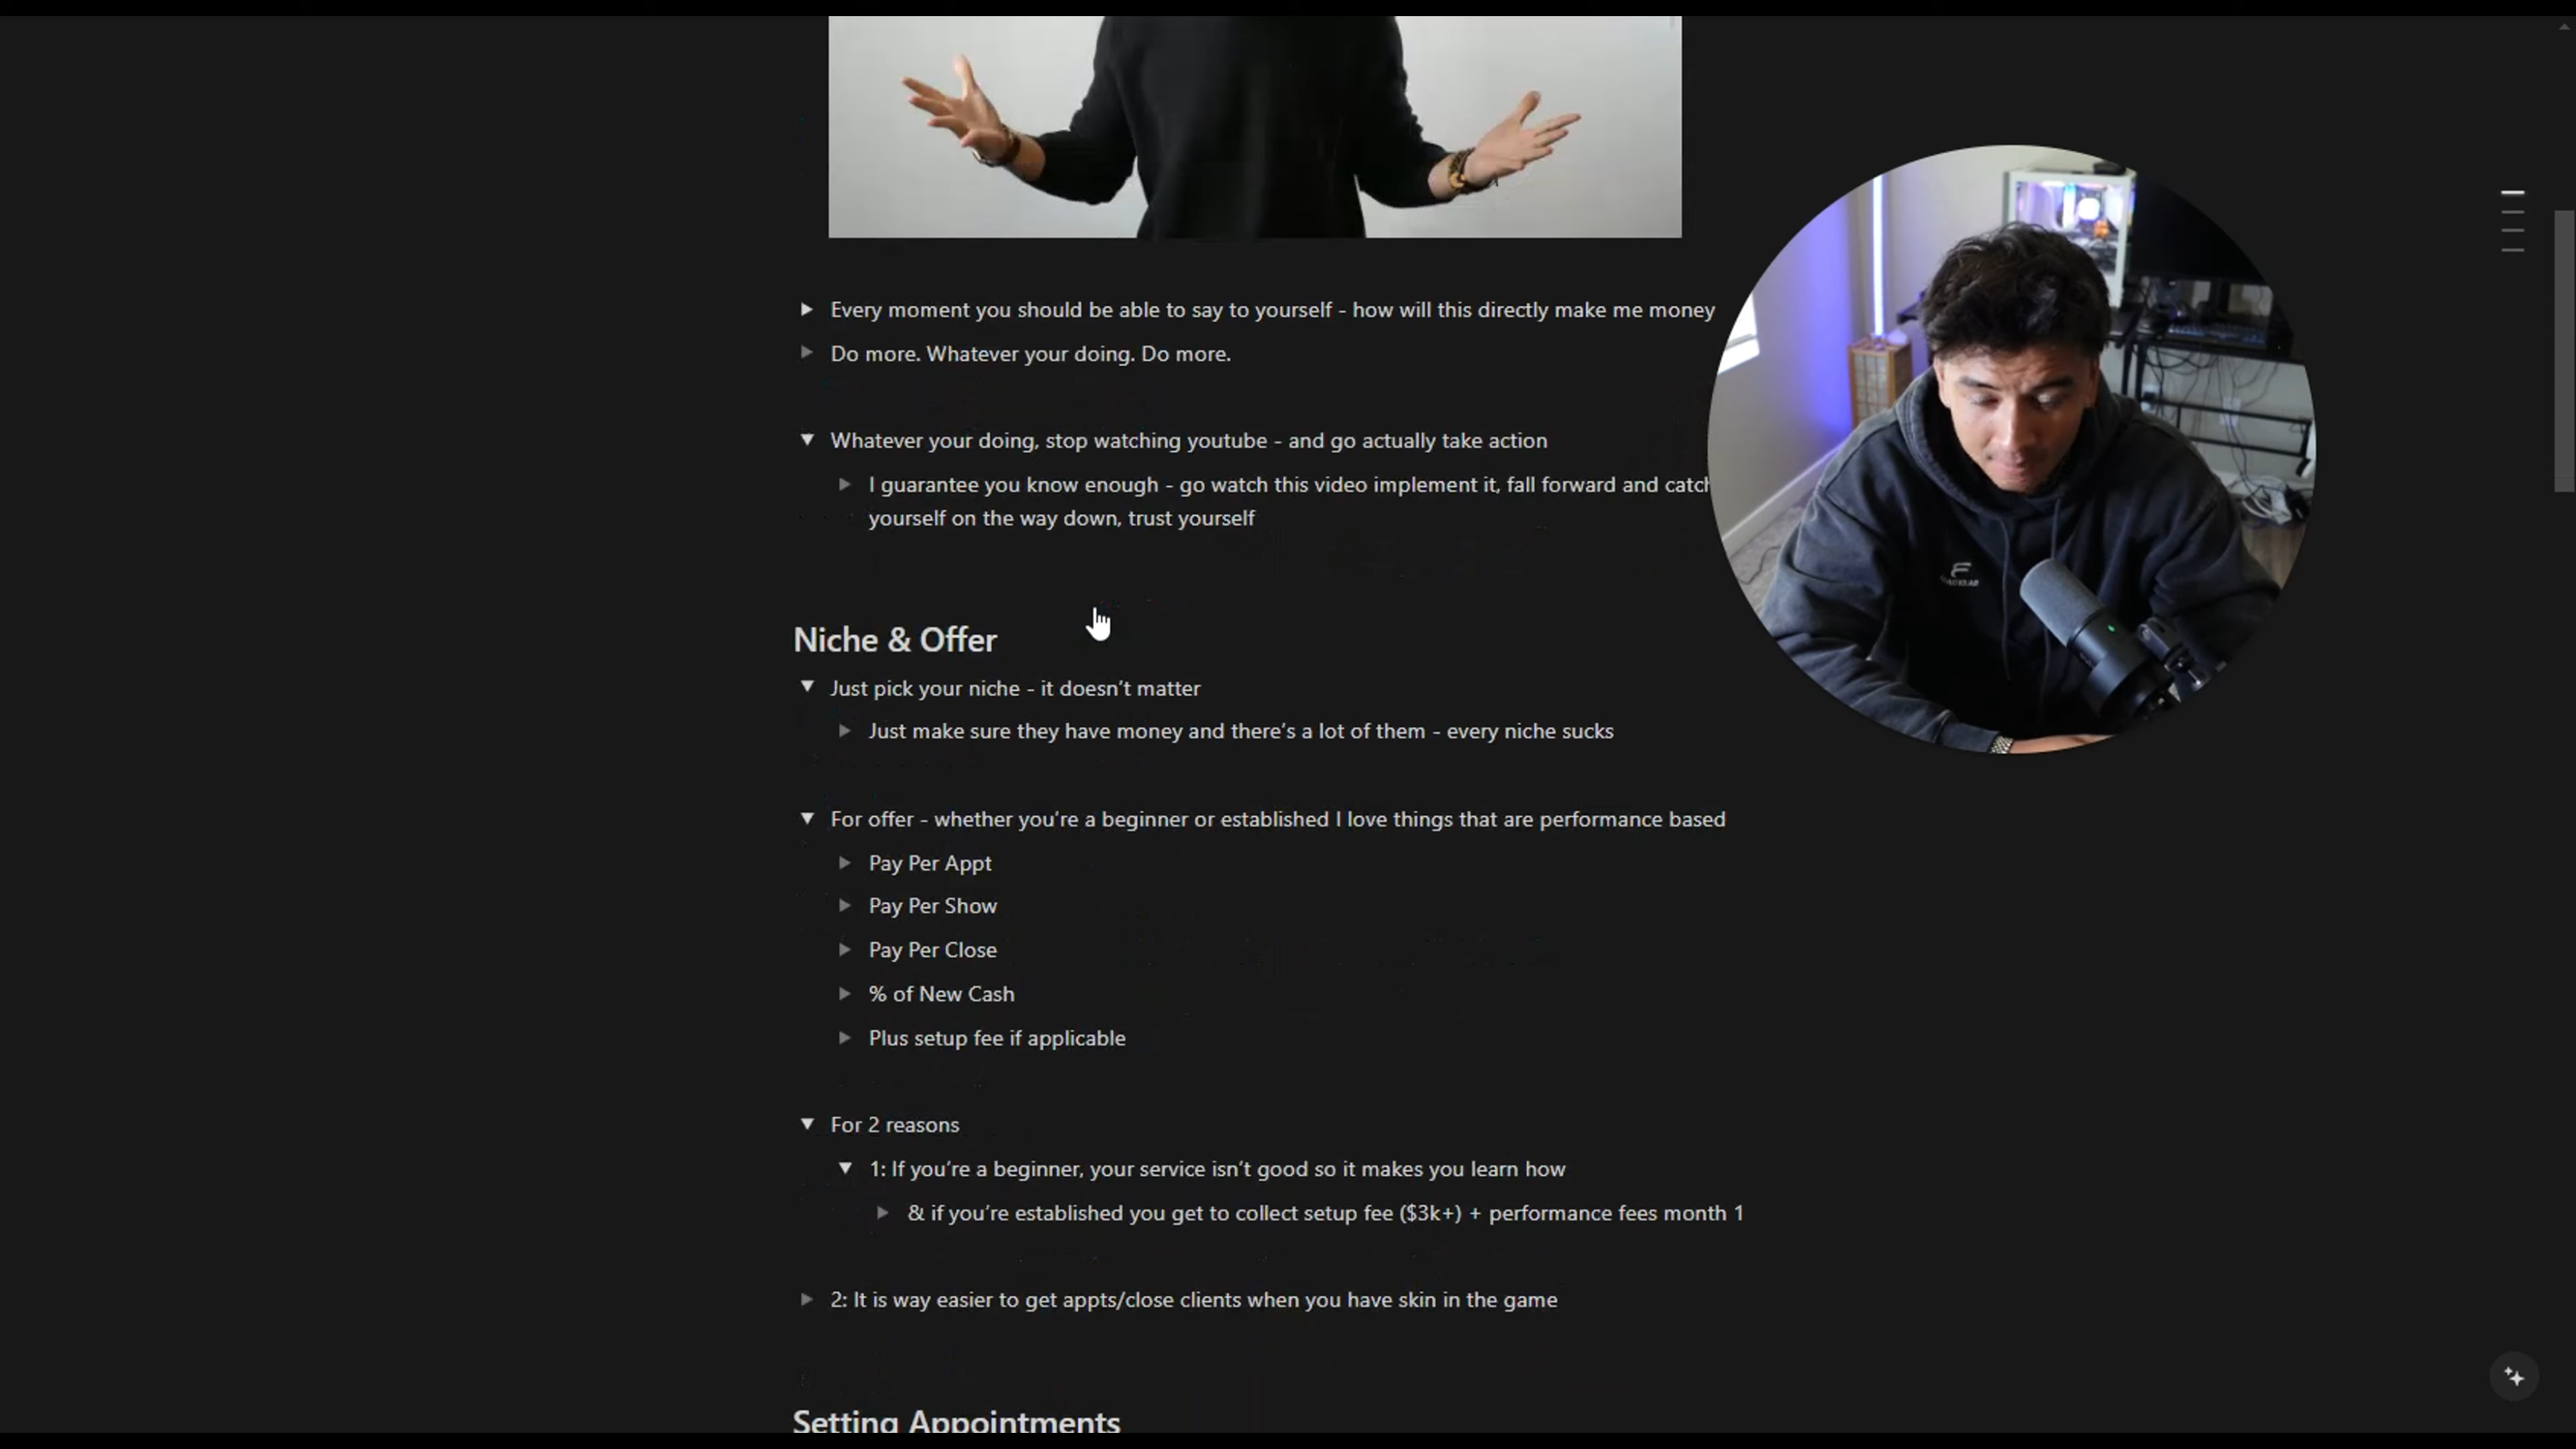 Every moment you should be able to say to yourself - how will this directly make me money
Do more. Whatever your doing. Do more.
Whatever your doing, stop watching youtube - and go actually take action
I guarantee you know enough - go watch this video implement it, fall forward and catch
yourself on the way down, trust yourself
Niche & Offer
Just pick your niche - it doesn't matter
Just make sure they have money and there's a lot of them - every niche sucks
For offer - whether you're a beginner or established I love things that are performance based
Pay Per Appt
Pay Per Show
Pay Per Close
% of New Cash
Plus setup fee if applicable
For 2 reasons
1: If you're a beginner, your service isn't good so it makes you learn how
& if you're established you get to collect setup fee ($3k+) + performance fees month 1
2: It is way easier to get appts/close clients when you have skin in the game
Setting Appointments